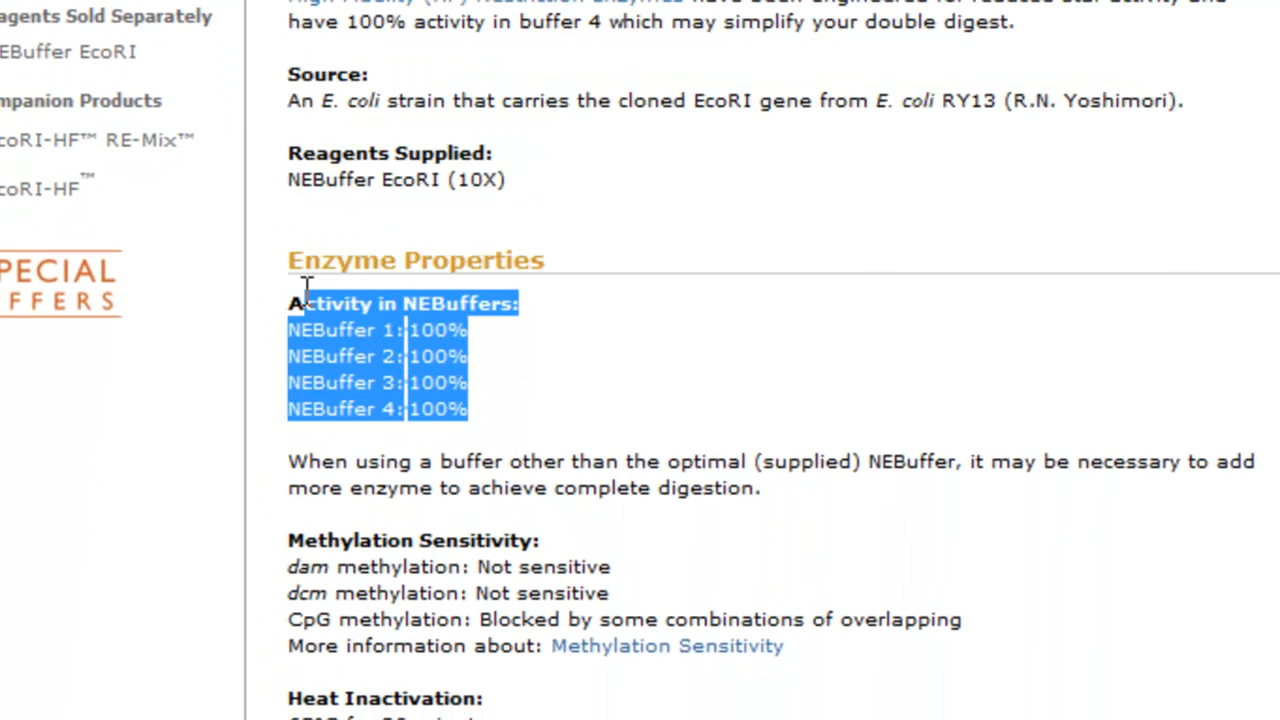 agents Sold Separately
EBuffer EcoRI
mpanion Products
coRI-HF™ RE-Mix™
coRI-HF™
PECIAL
FFERS
have 100% activity in buffer 4 which may simplify your double digest.
Source:
An E. coli strain that carries the cloned EcoRI gene from E. coli RY13 (R.N. Yoshimori).
Reagents Supplied:
NEBuffer EcoRI (10X)
Enzyme Properties
Activity in NEBuffers:
NEBuffer 1: 100%
NEBuffer 2: 100%
NEBuffer 3: 100%
NEBuffer 4: 100%
When using a buffer other than the optimal (supplied) NEBuffer, it may be necessary to add
more enzyme to achieve complete digestion.
Methylation Sensitivity:
dam methylation: Not sensitive
dcm methylation: Not sensitive
CpG methylation: Blocked by some combinations of overlapping
More information about: Methylation Sensitivity
Heat Inactivation: